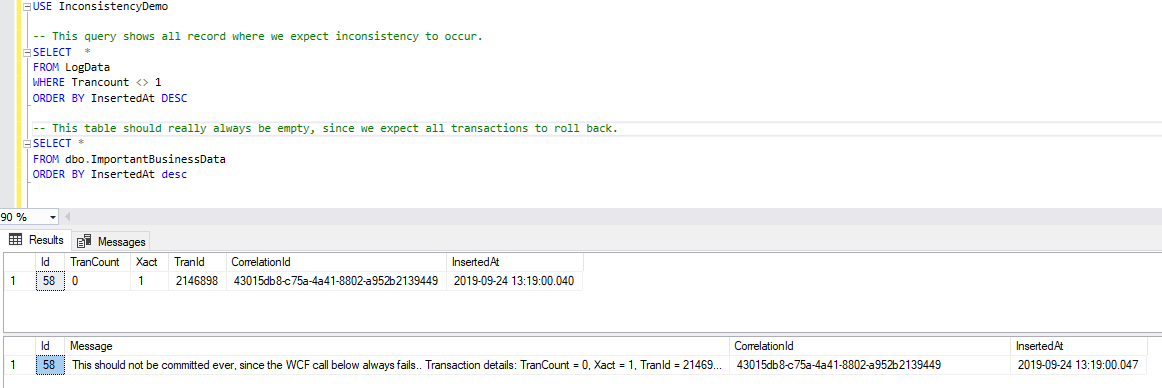 USE InconsistencyDemo
-- This query shows all record where we expect inconsistency to occur.
SELECT *
FROM LogData
WHERE Trancount <> 1
ORDER BY InsertedAt DESC
-- This table should really always be empty, since we expect all transactions to roll back.
SELECT *
FROM dbo.ImportantBusinessData
ORDER BY InsertedAt desc
90 %
Results Messages
Id TranCount Xact TranId CorrelationId InsertedAt
1 58 0 1 2146898 43015db8-c75a-4a41-8802-a952b2139449 2019-09-24 13:19:00.040
Id Message CorrelationId InsertedAt
1 58 This should not be committed ever, since the WCF call below always fails.. Transaction details: TranCount = 0, Xact = 1, TranId = 21469... 43015db8-c75a-4a41-8802-a952b2139449 2019-09-24 13:19:00.047